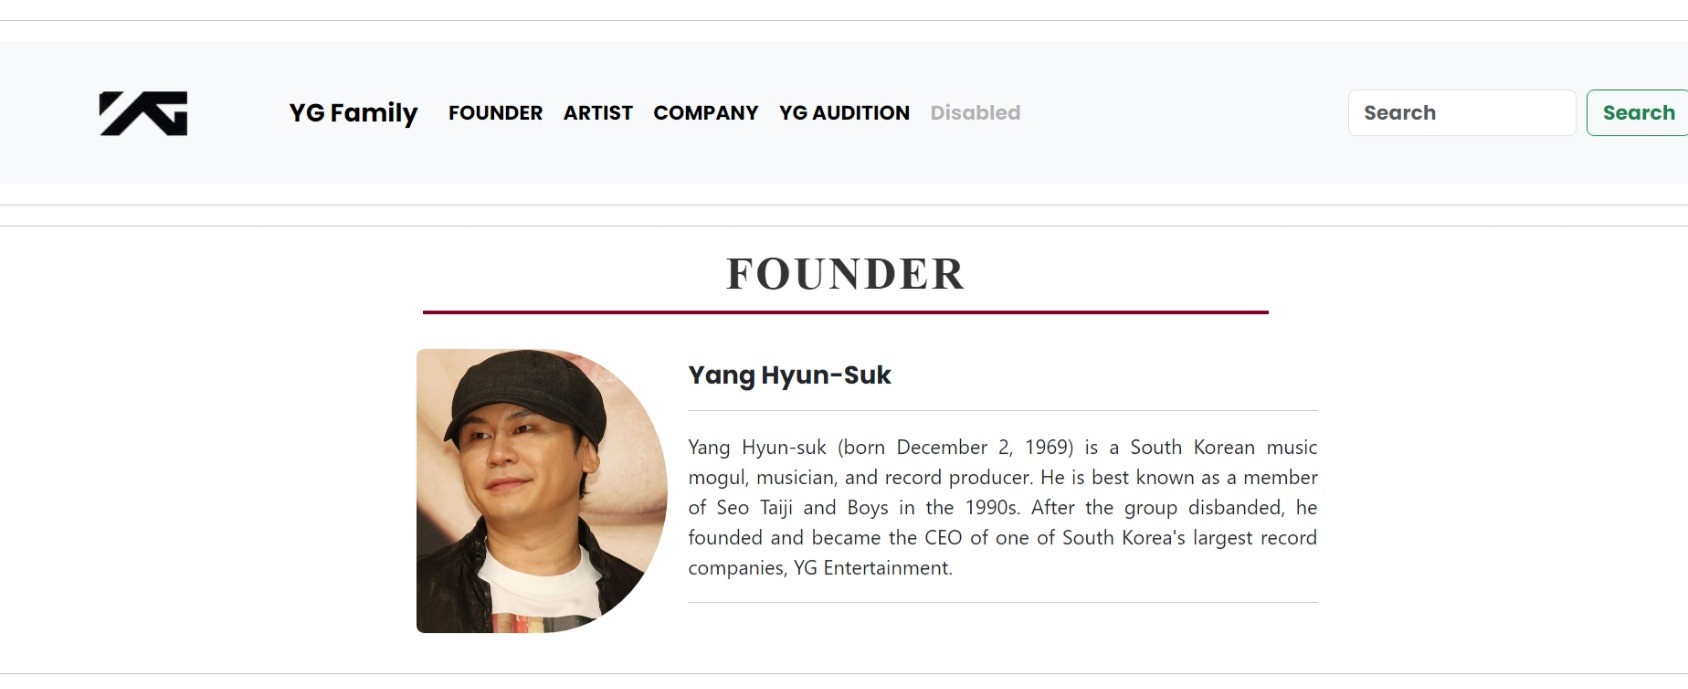 YG
YG Family FOUNDER ARTIST COMPANY YG AUDITION Disabled Search Search
FOUNDER
Yang Hyun-Suk
Yang Hyun-suk (born December 2, 1969) is a South Korean music
mogul, musician, and record producer. He is best known as a member
of Seo Taiji and Boys in the 1990s. After the group disbanded, he
founded and became the CEO of one of South Korea's largest record
companies, YG Entertainment.